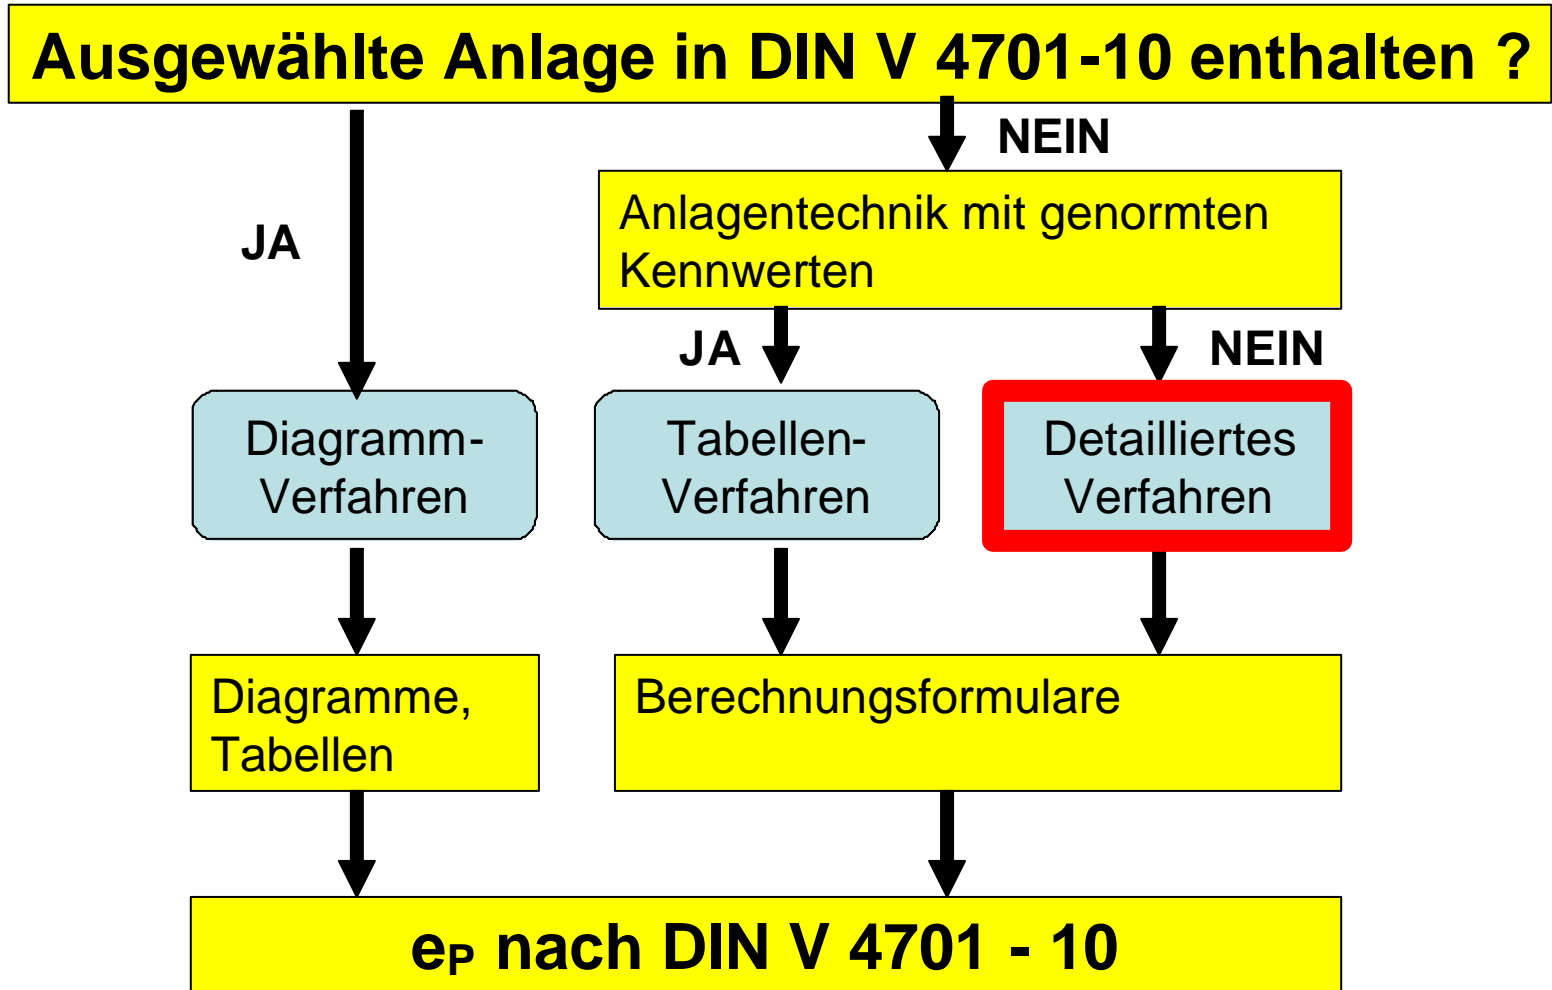 Ausgewählte Anlage in DIN V 4701-10 enthalten ?
NEIN
JA
Anlagentechnik mit genormten
Kennwerten
JA
NEIN
Diagramm-
Verfahren
Tabellen-
Verfahren
Detailliertes
Verfahren
Diagramme,
Tabellen
Berechnungsformulare
eP nach DIN V 4701 - 10